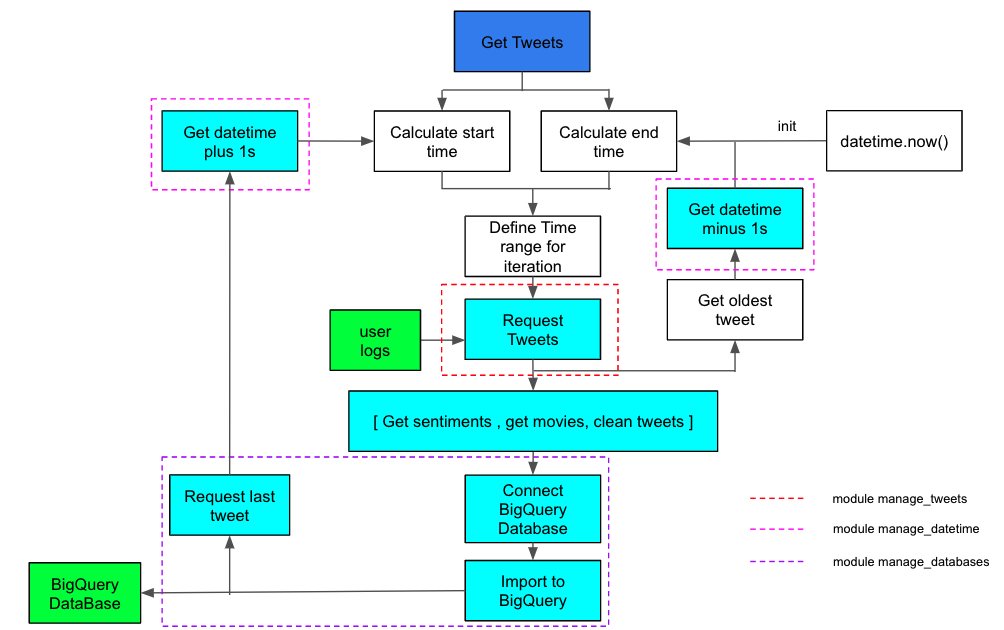 Get Tweets
Get datetime
plus 1s
Calculate start
time
Calculate end
time
init
datetime.now()
Get datetime
minus 1s
Define Time
range for
iteration
Get oldest
tweet
Request
Tweets
user
logs
[ Get sentiments , get movies, clean tweets ]
Request last
tweet
Connect
BigQuery
Database
module manage_tweets
module manage_datetime
module manage_databases
BigQuery
DataBase
Import to
BigQuery